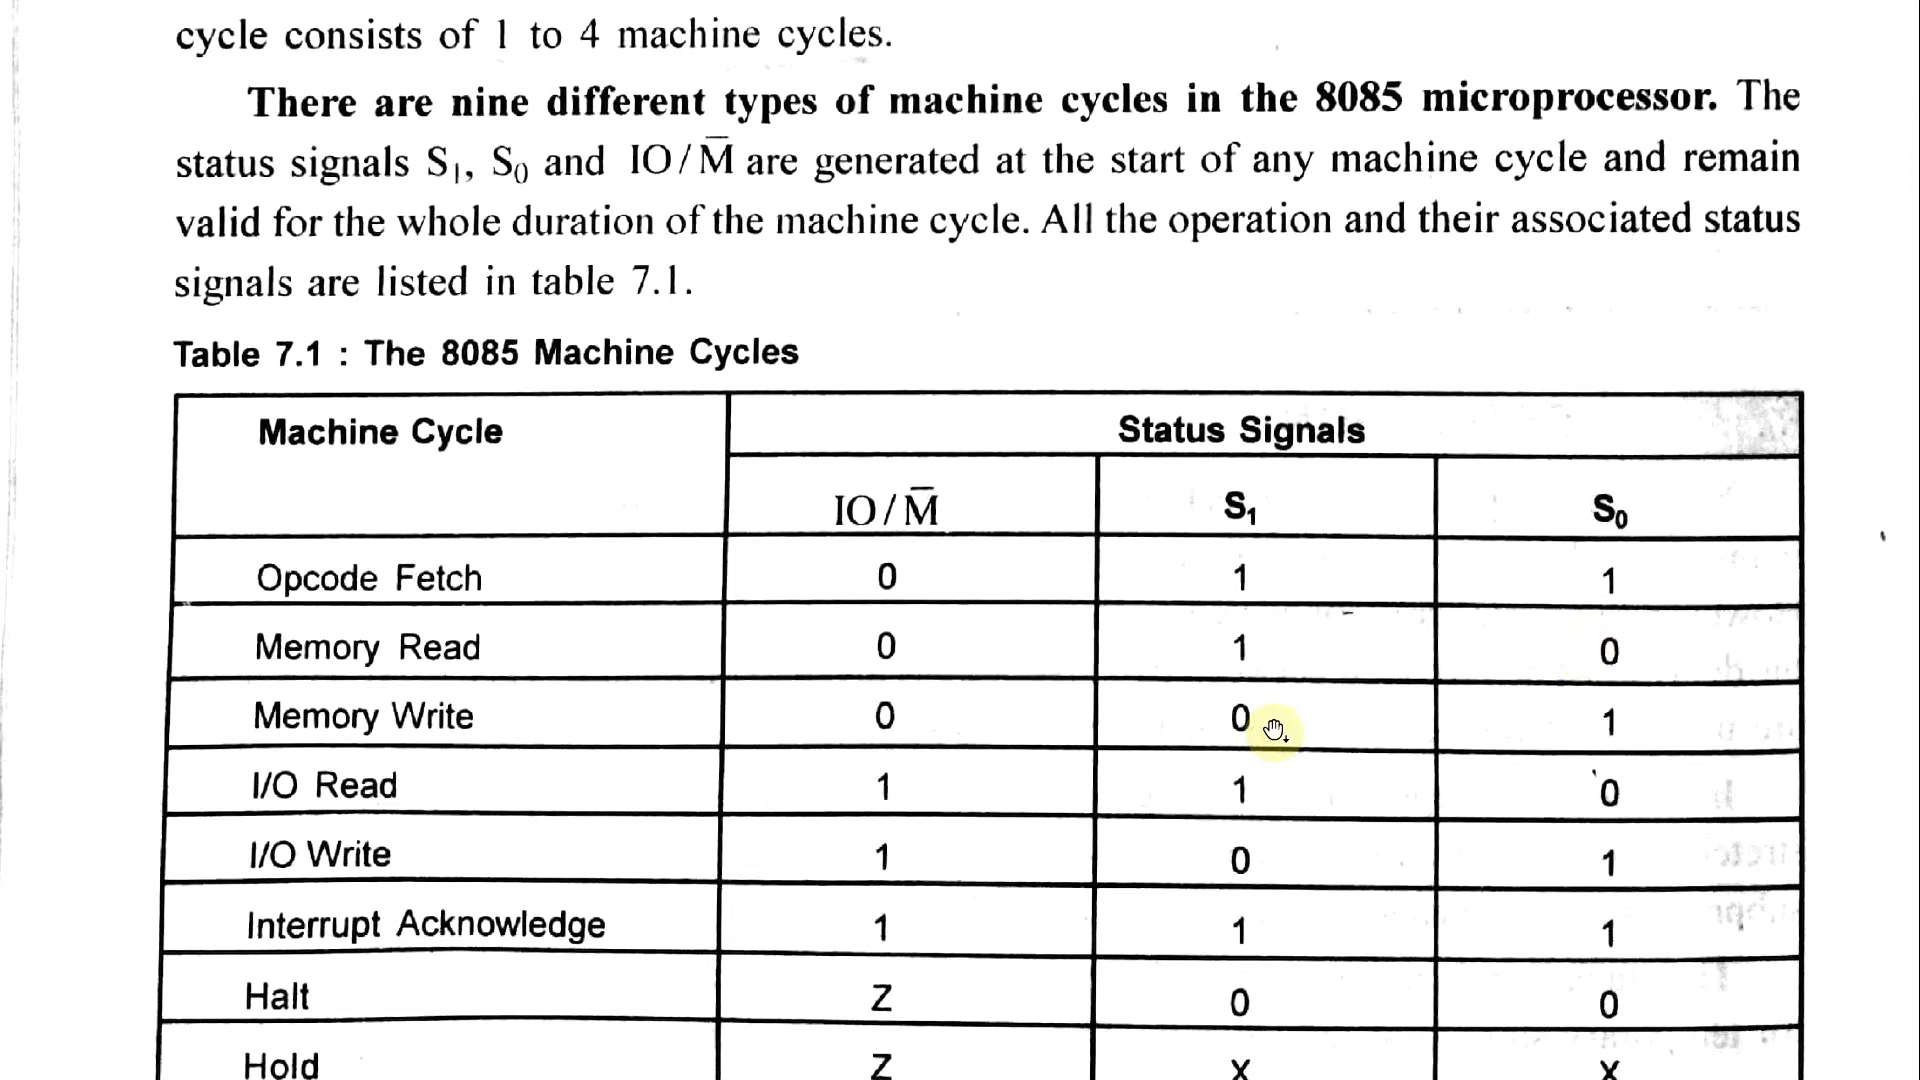 cycle consists of 1 to 4 machine cycles.
There are nine different types of machine cycles in the 8085 microprocessor. The
status signals S₁, S₀ and IO/M̅ are generated at the start of any machine cycle and remain
valid for the whole duration of the machine cycle. All the operation and their associated status
signals are listed in table 7.1.
Table 7.1 : The 8085 Machine Cycles
Machine Cycle Status Signals
IO/M̅ S₁ S₀
Opcode Fetch 0 1 1
Memory Read 0 1 0
Memory Write 0 0 1
I/O Read 1 1 0
I/O Write 1 0 1
Interrupt Acknowledge 1 1 1
Halt Z 0 0
Hold Z X X